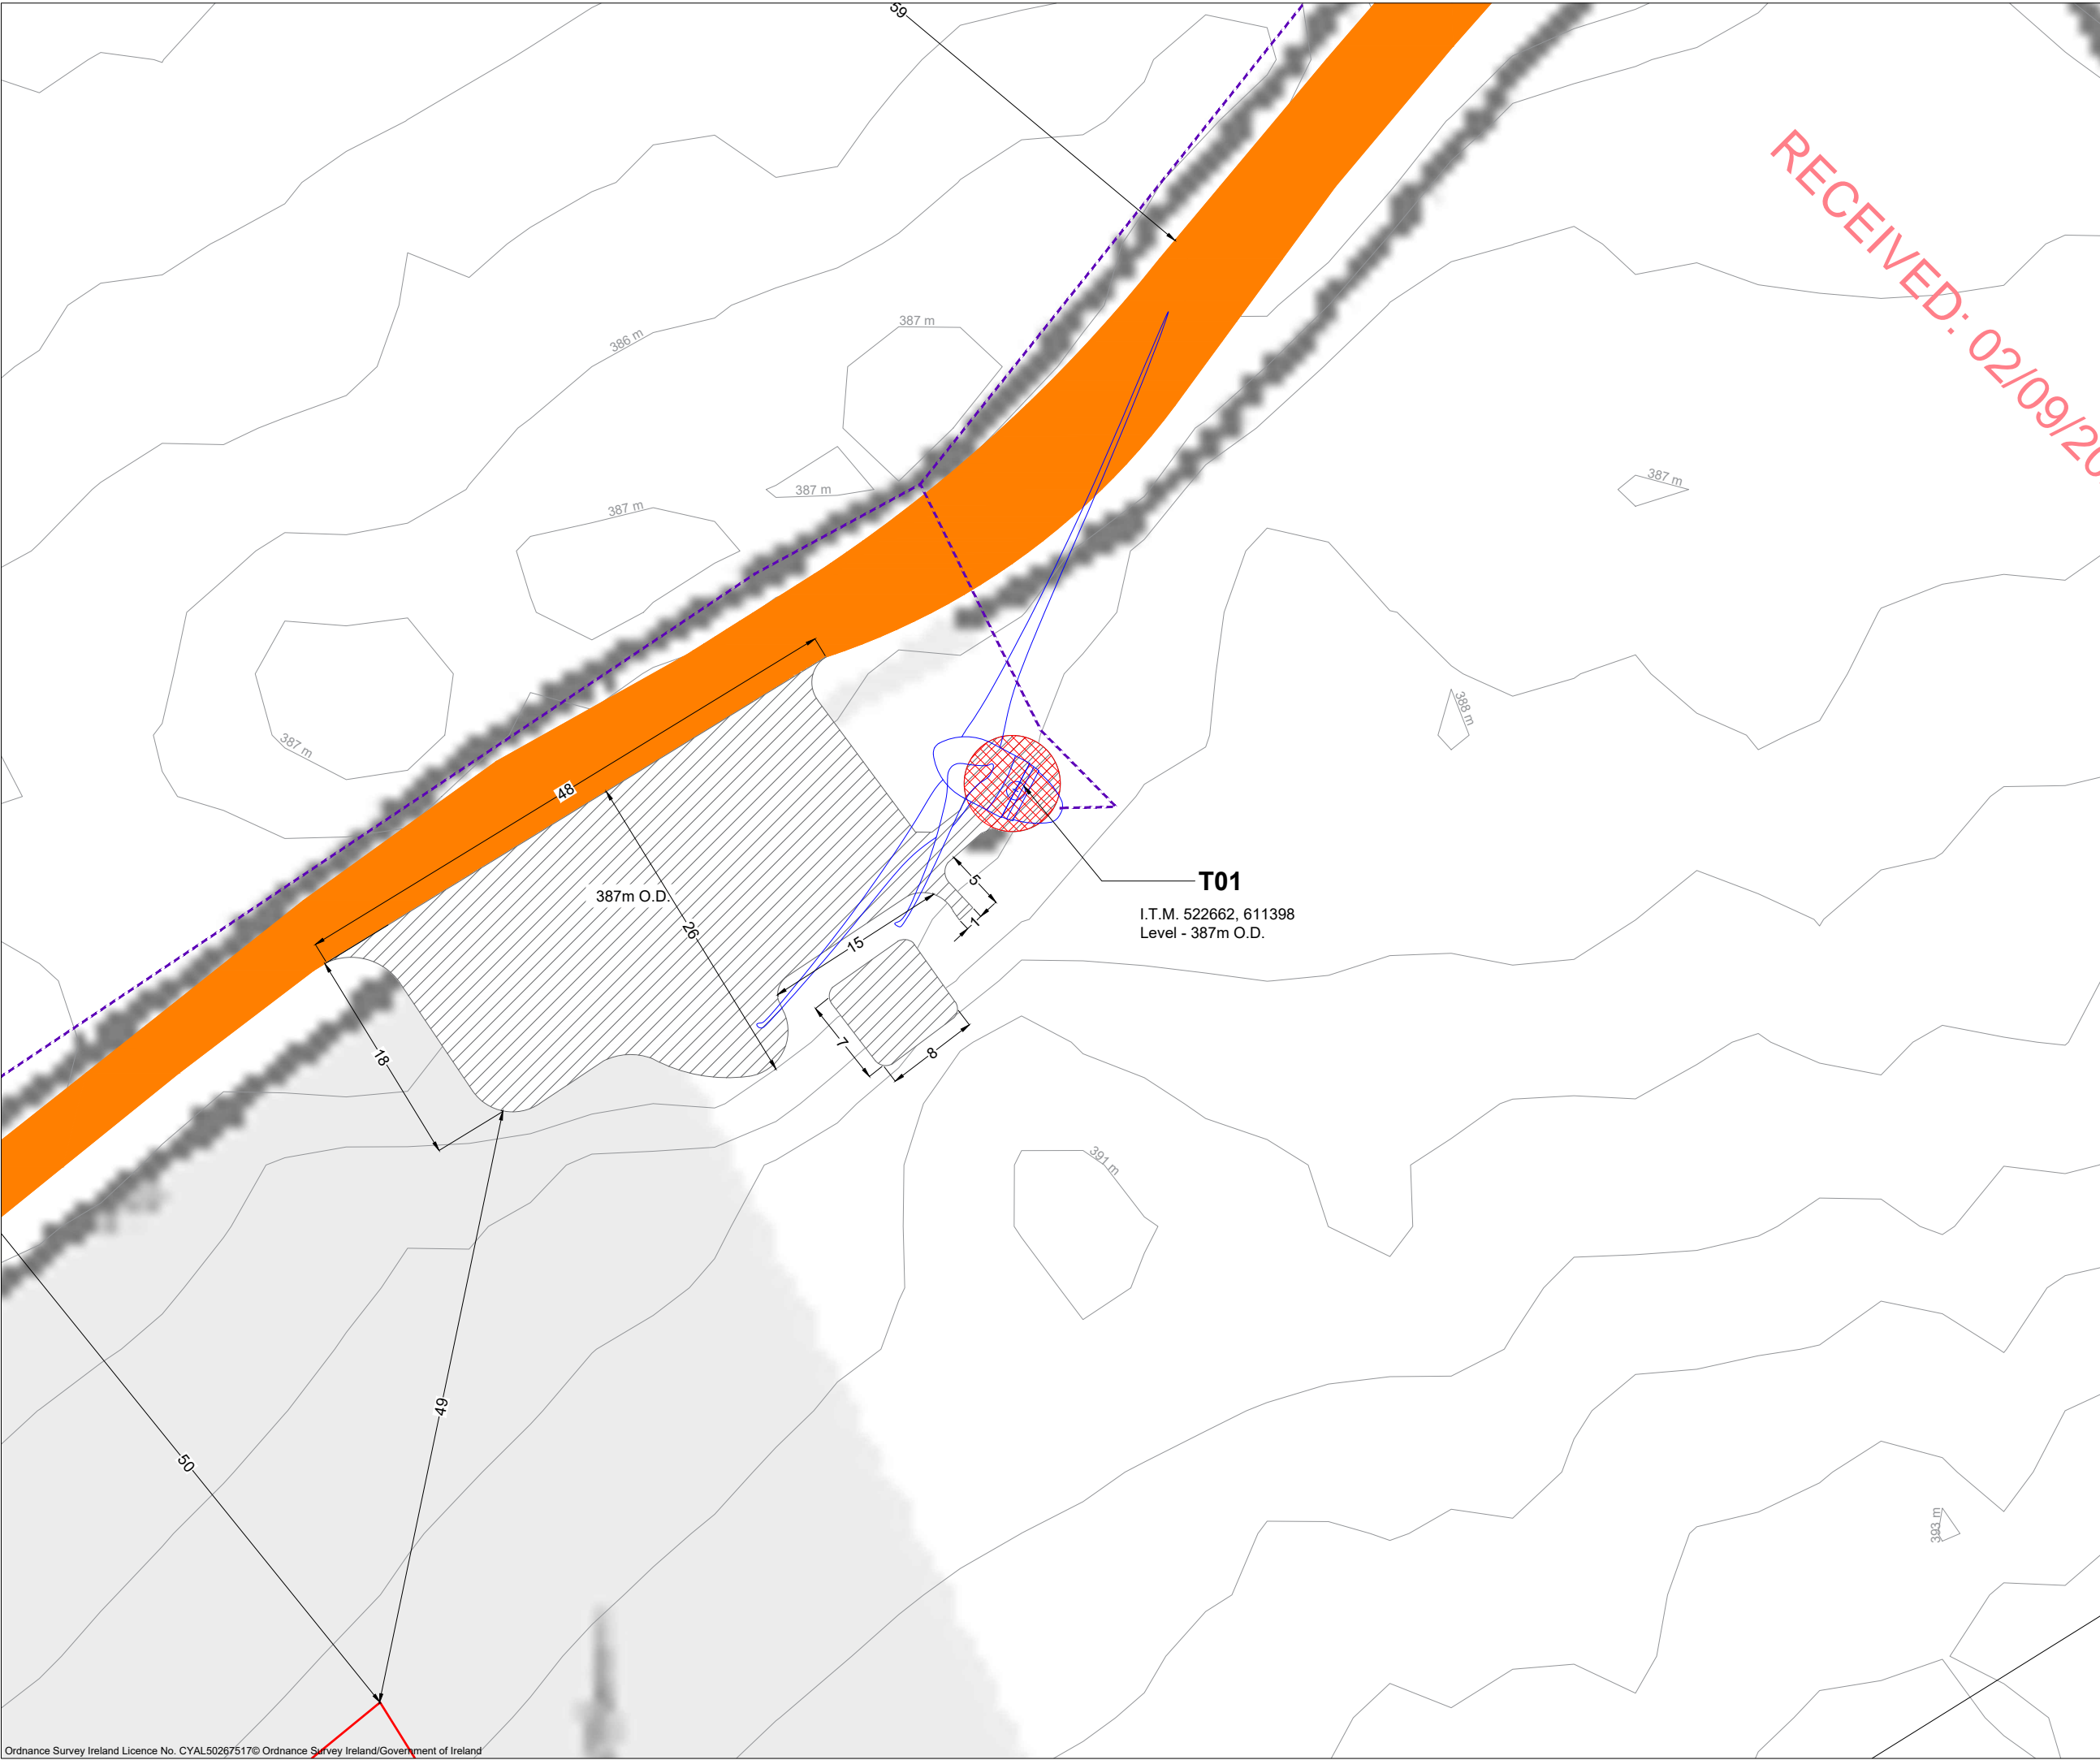 59
RECEIVED: 02/09/20
387 m
386 m
387 m
387 m
387 m
387 m
388 m
48
387m O.D.
26
5
1
15
T01
I.T.M. 522662, 611398
Level - 387m O.D.
18
7
8
391 m
49
50
393 m
Ordnance Survey Ireland Licence No. CYAL50267517© Ordnance Survey Ireland/Government of Ireland